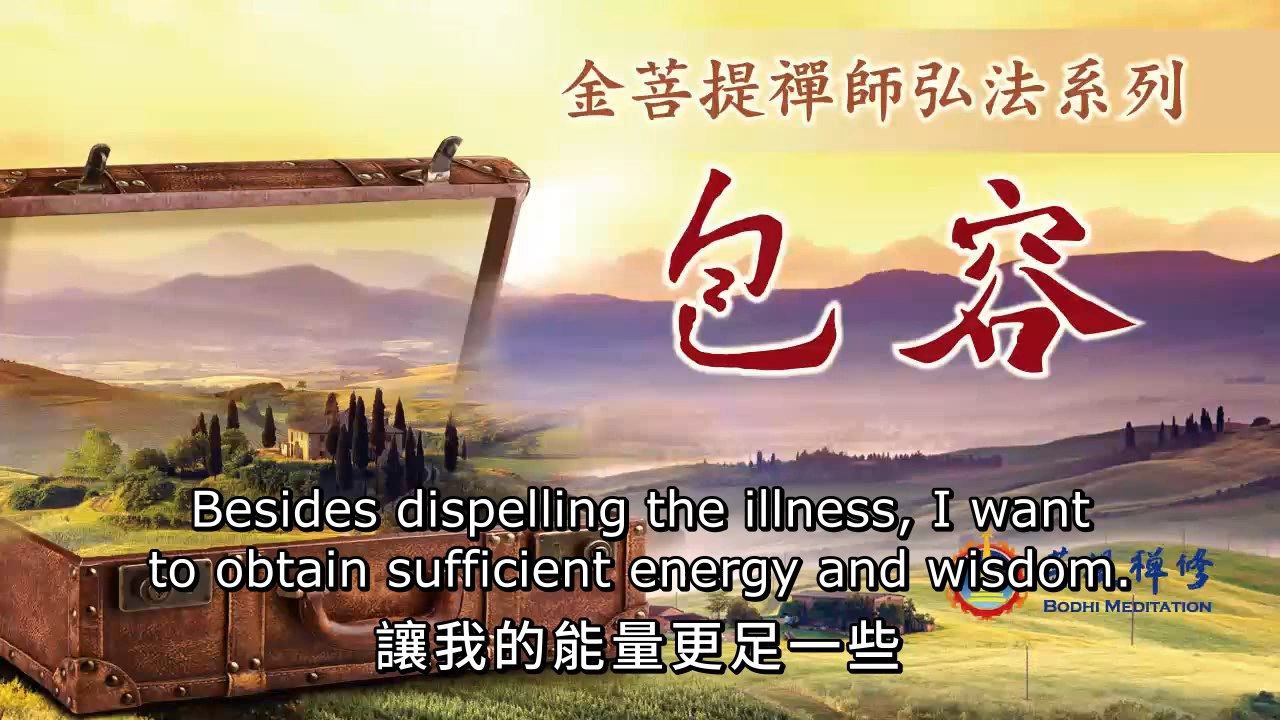 金菩提禪師弘法系列
包容
Besides dispelling the illness, I want
to obtain sufficient energy and wisdom.
禪修
BODHI MEDITATION
讓我的能量更足一些